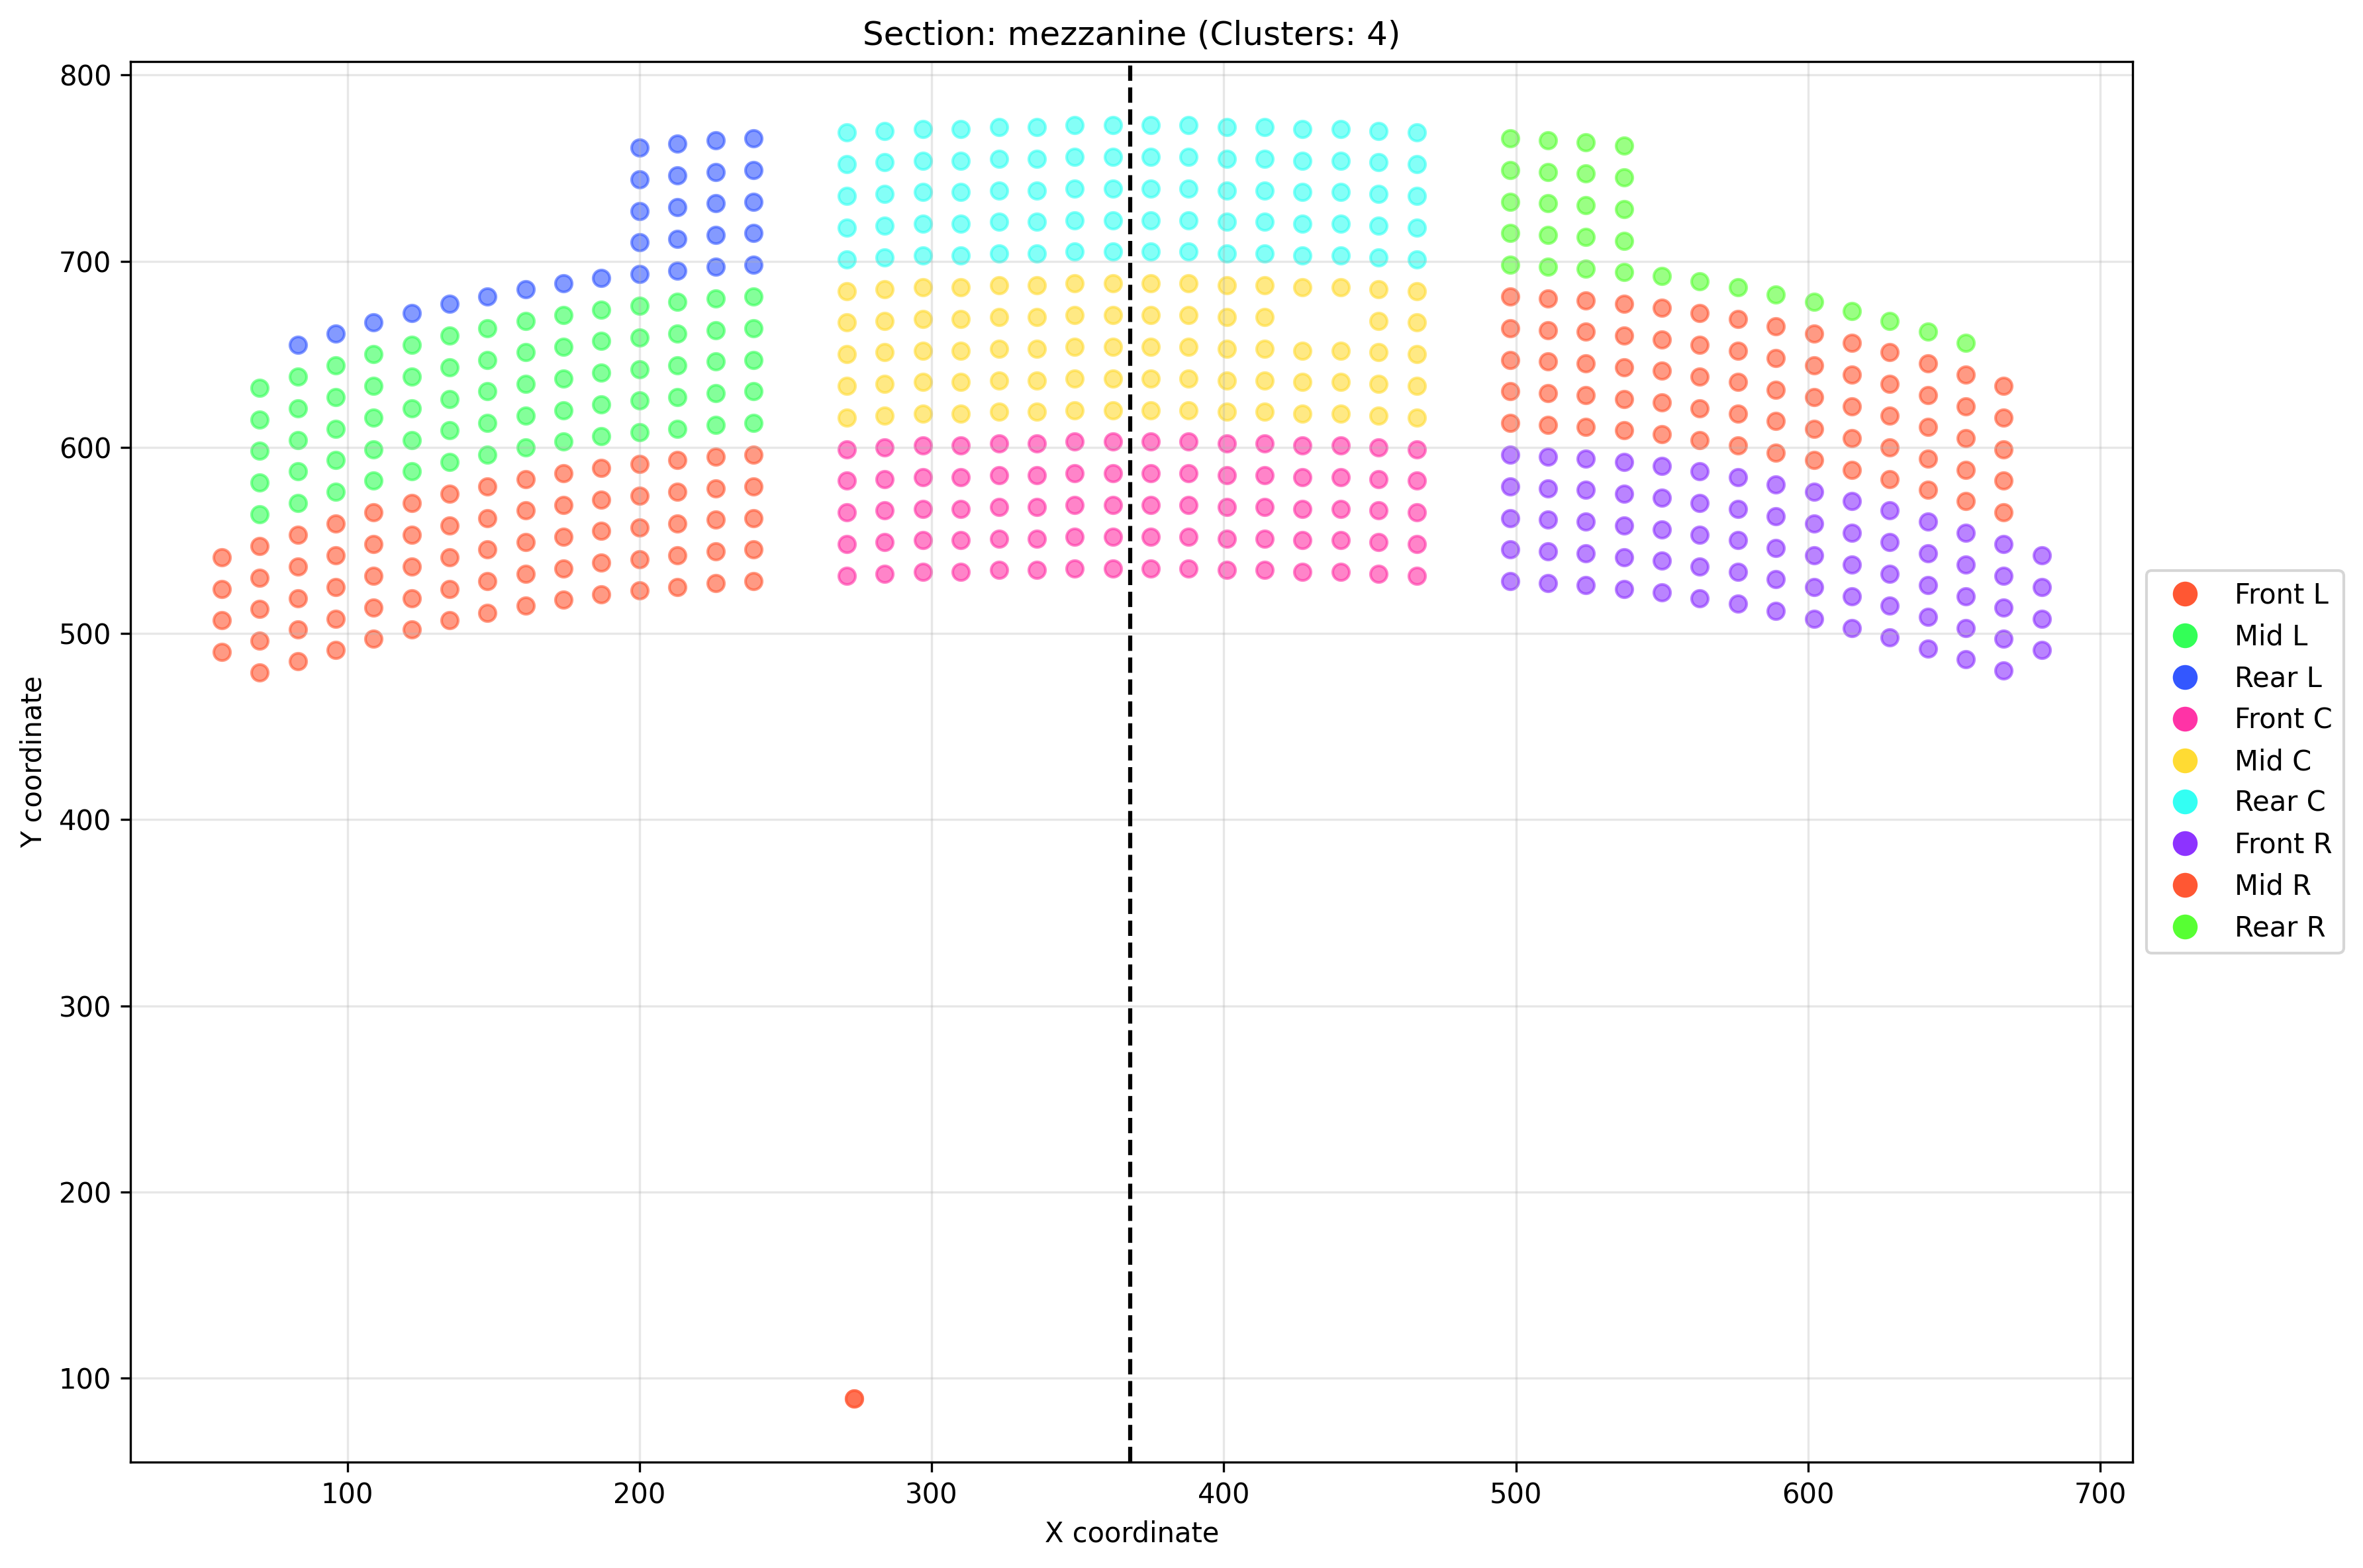 Section: mezzanine (Clusters: 4)
800
700
600
500
400
300
200
100
Y coordinate
100
200
300
400
500
600
700
X coordinate
Front L
Mid L
Rear L
Front C
Mid C
Rear C
Front R
Mid R
Rear R